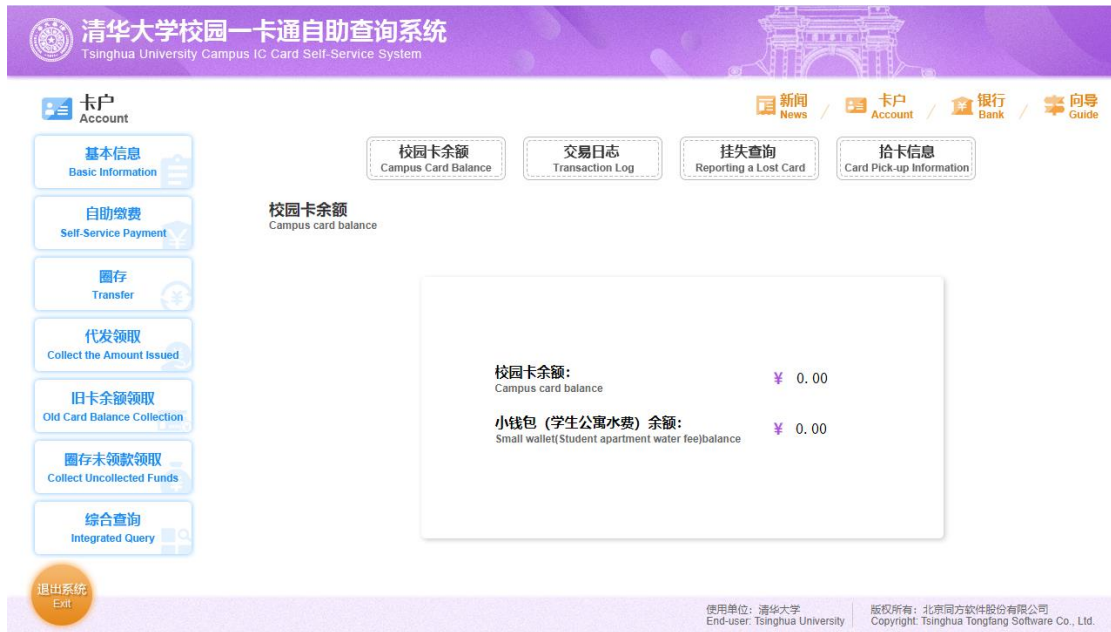 清华大学校园一卡通自助查询系统
Tsinghua University Campus IC Card Self-Service System
卡户
Account
新闻
News
/
卡户
Account
/
银行
Bank
/
向导
Guide
基本信息
Basic Information
自助缴费
Self-Service Payment
圈存
Transfer
代发领取
Collect the Amount Issued
旧卡余额领取
Old Card Balance Collection
圈存未领款领取
Collect Uncollected Funds
综合查询
Integrated Query
退出系统
Exit
校园卡余额
Campus Card Balance
交易日志
Transaction Log
挂失查询
Reporting a Lost Card
拾卡信息
Card Pick-up Information
校园卡余额
Campus card balance
校园卡余额：
Campus card balance
¥ 0.00
小钱包（学生公寓水费）余额：
Small wallet(Student apartment water fee)balance
¥ 0.00
使用单位：清华大学
End-user: Tsinghua University
版权所有：北京同方软件股份有限公司
Copyright: Tsinghua Tongfang Software Co., Ltd.